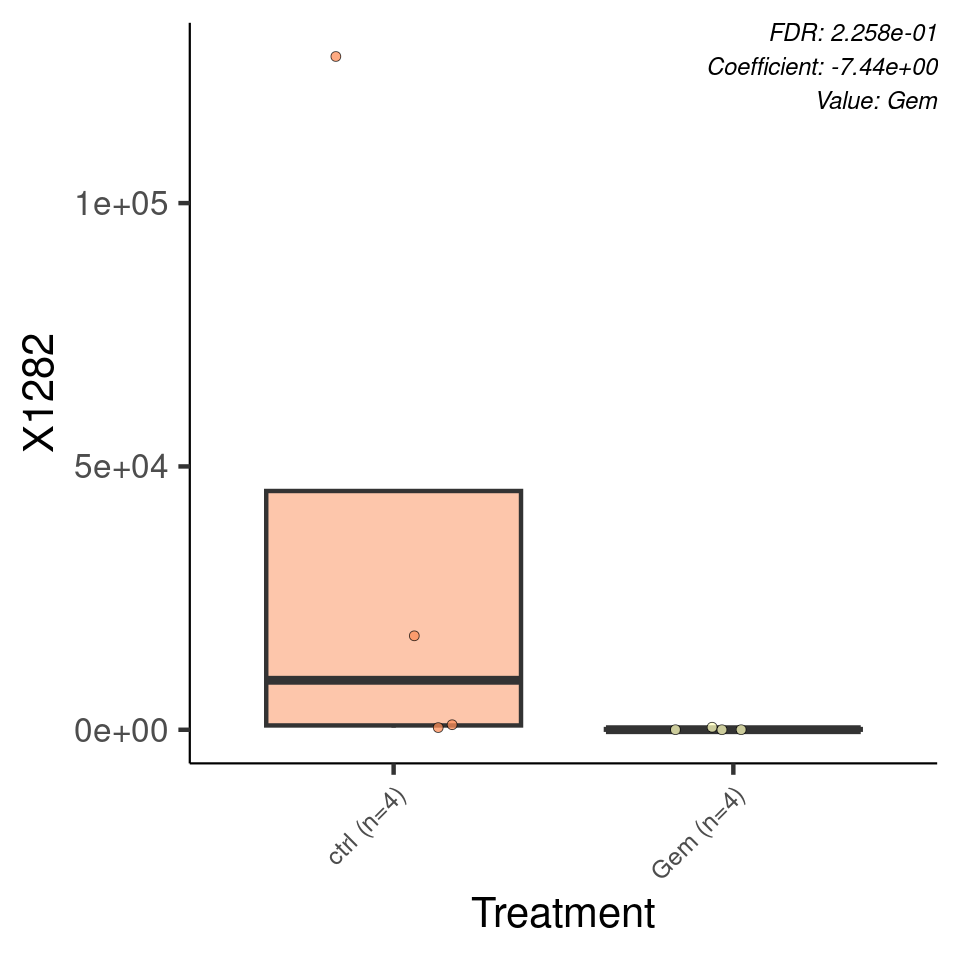 FDR: 2.258e-01
Coefficient: -7.44e+00
Value: Gem
1e+05
5e+04
0e+00
X1282
ctrl (n=4)
Gem (n=4)
Treatment